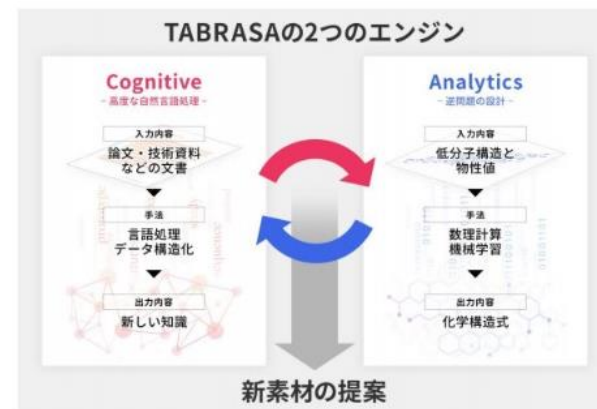 TABRASAの2つのエンジン
Cognitive
- 高度な自然言語処理 -
入力内容
論文・技術資料
などの文書
手法
言語処理
データ構造化
出力内容
新しい知識
Analytics
- 逆問題の設計 -
入力内容
低分子構造と
物性値
手法
数理計算
機械学習
出力内容
化学構造式
新素材の提案